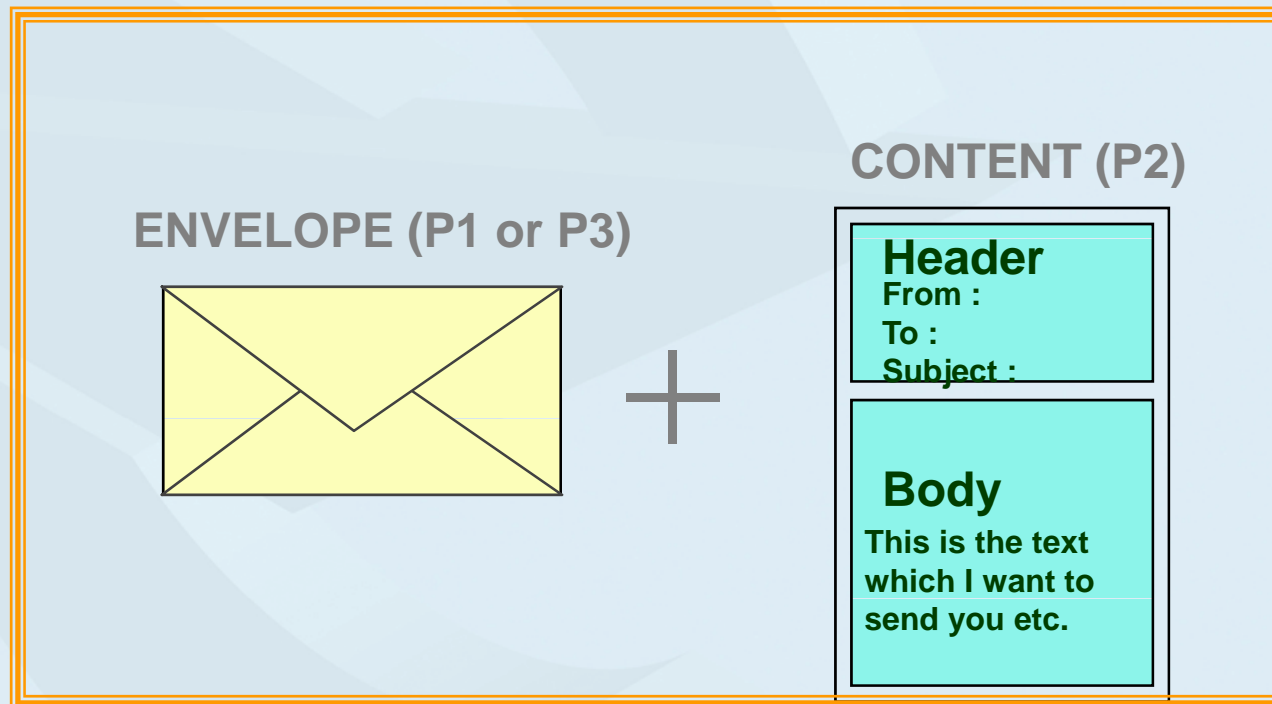 ENVELOPE (P1 or P3)
CONTENT (P2)
Header
From :
To :
Subject :
Body
This is the text
which I want to
send you etc.